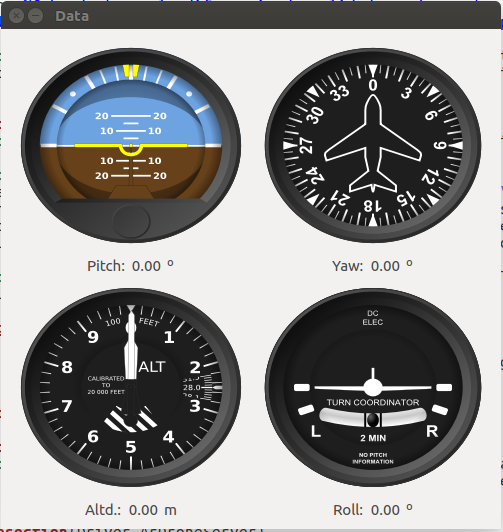 Data
20 20
10 10
10 10
20 20
0
3
6
9
12
15
18
21
24
27
30
33
Pitch: 0.00 º
Yaw: 0.00 º
100 FEET
9 1
8 ALT 2
CALIBRATED
TO
20 000 FEET
28.0
7 3
6 4
5
DC
ELEC
TURN COORDINATOR
L R
2 MIN
NO PITCH
INFORMATION
Altd.: 0.00 m
Roll: 0.00 º